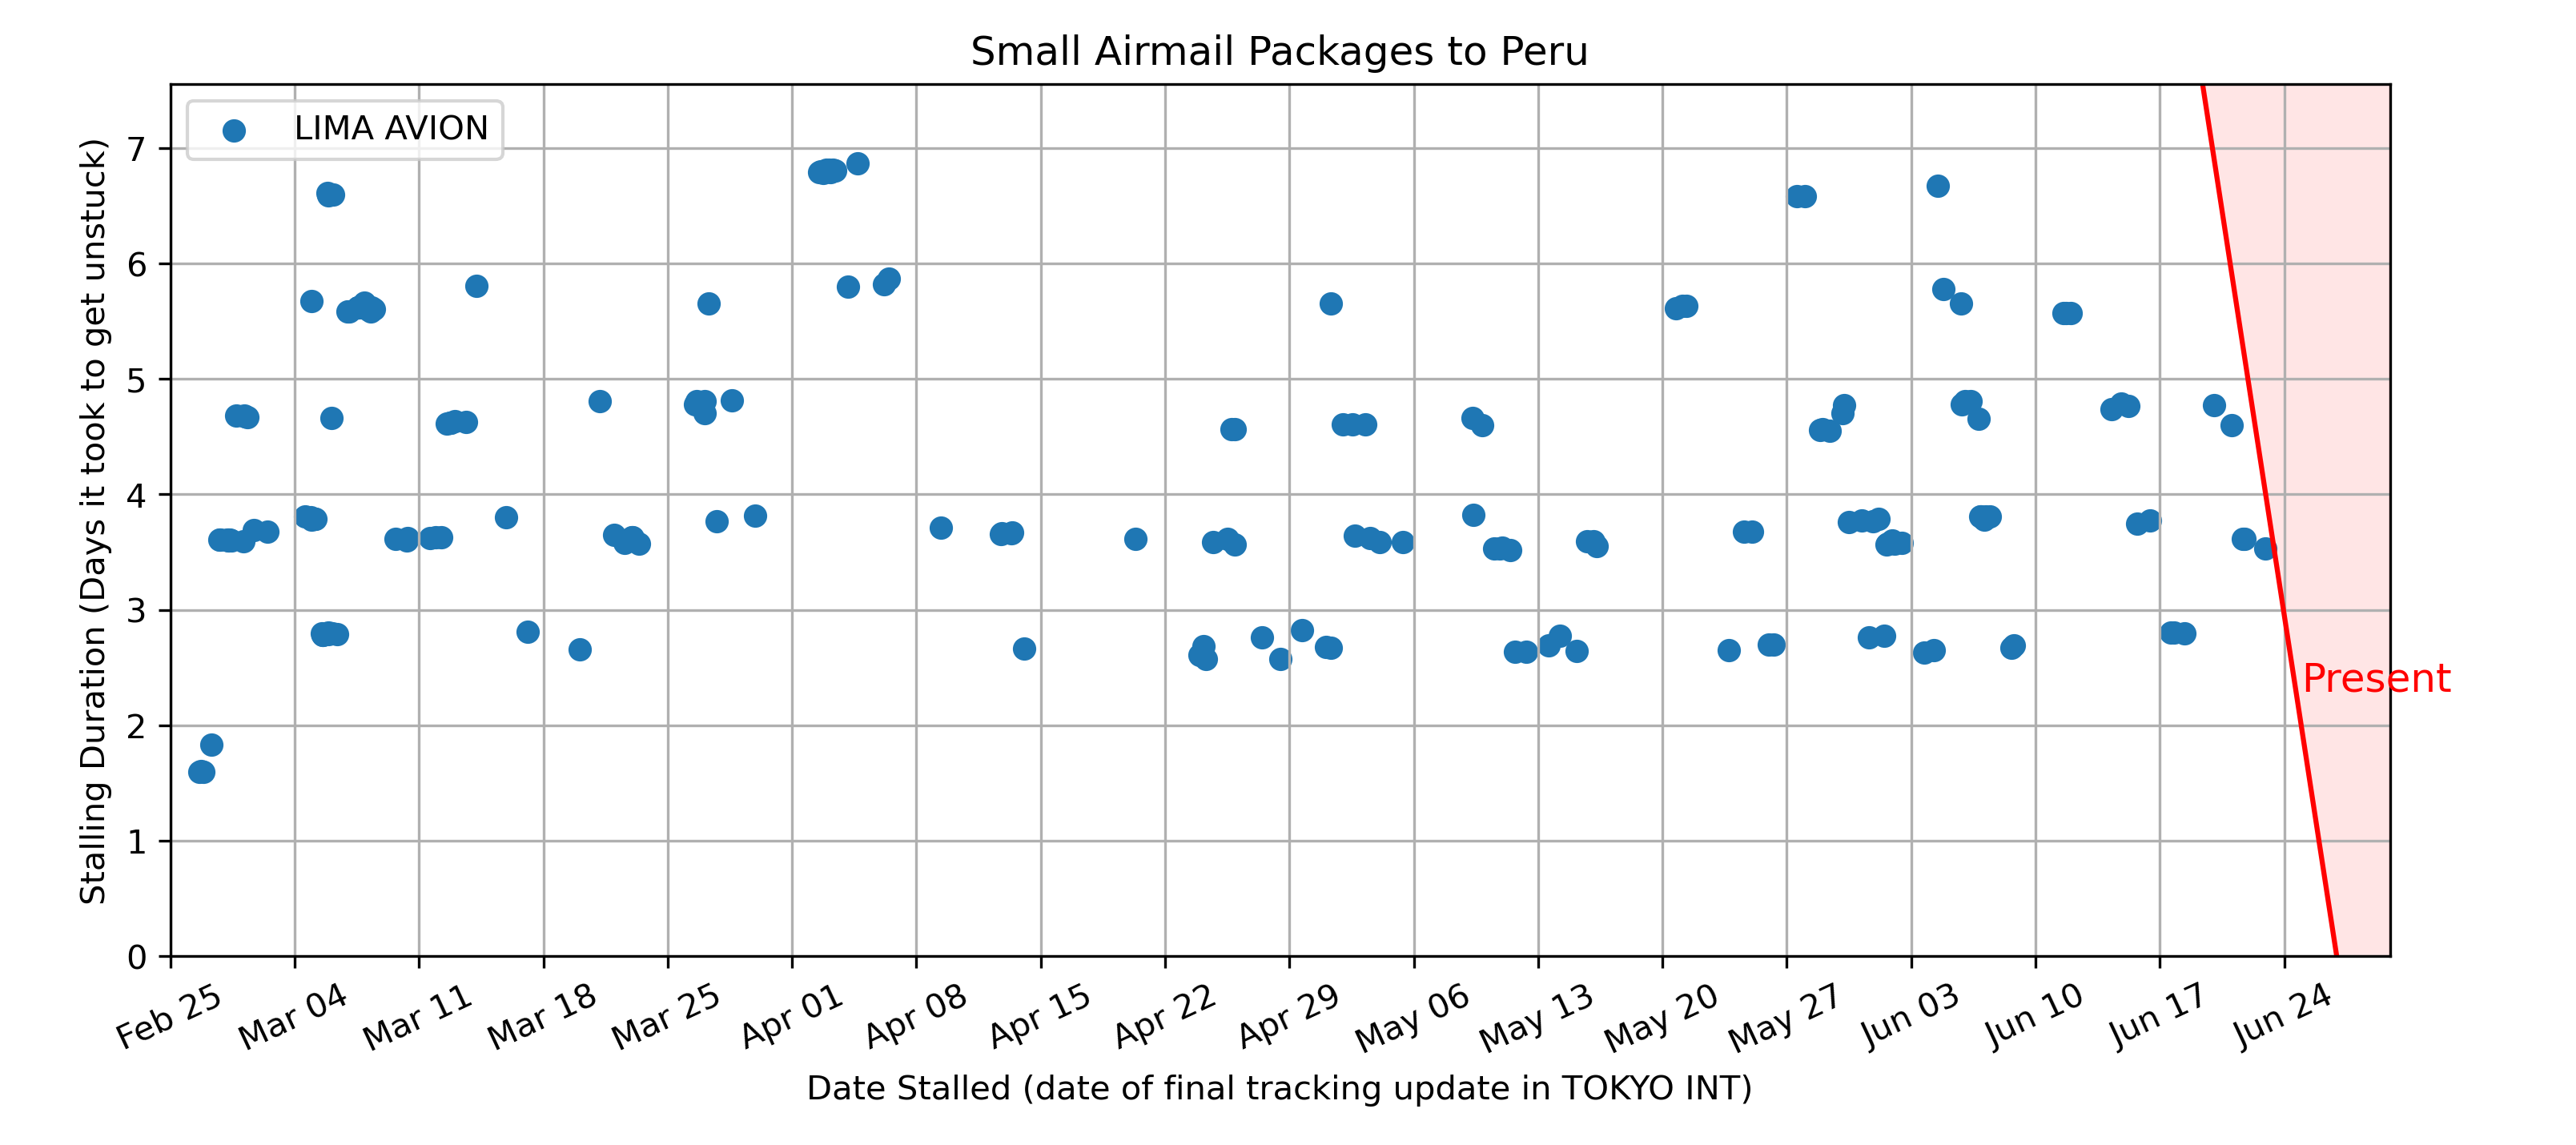 Small Airmail Packages to Peru
LIMA AVION
Stalling Duration (Days it took to get unstuck)
7
6
5
4
3
2
1
0
Present
Feb 25
Mar 04
Mar 11
Mar 18
Mar 25
Apr 01
Apr 08
Apr 15
Apr 22
Apr 29
May 06
May 13
May 20
May 27
Jun 03
Jun 10
Jun 17
Jun 24
Date Stalled (date of final tracking update in TOKYO INT)